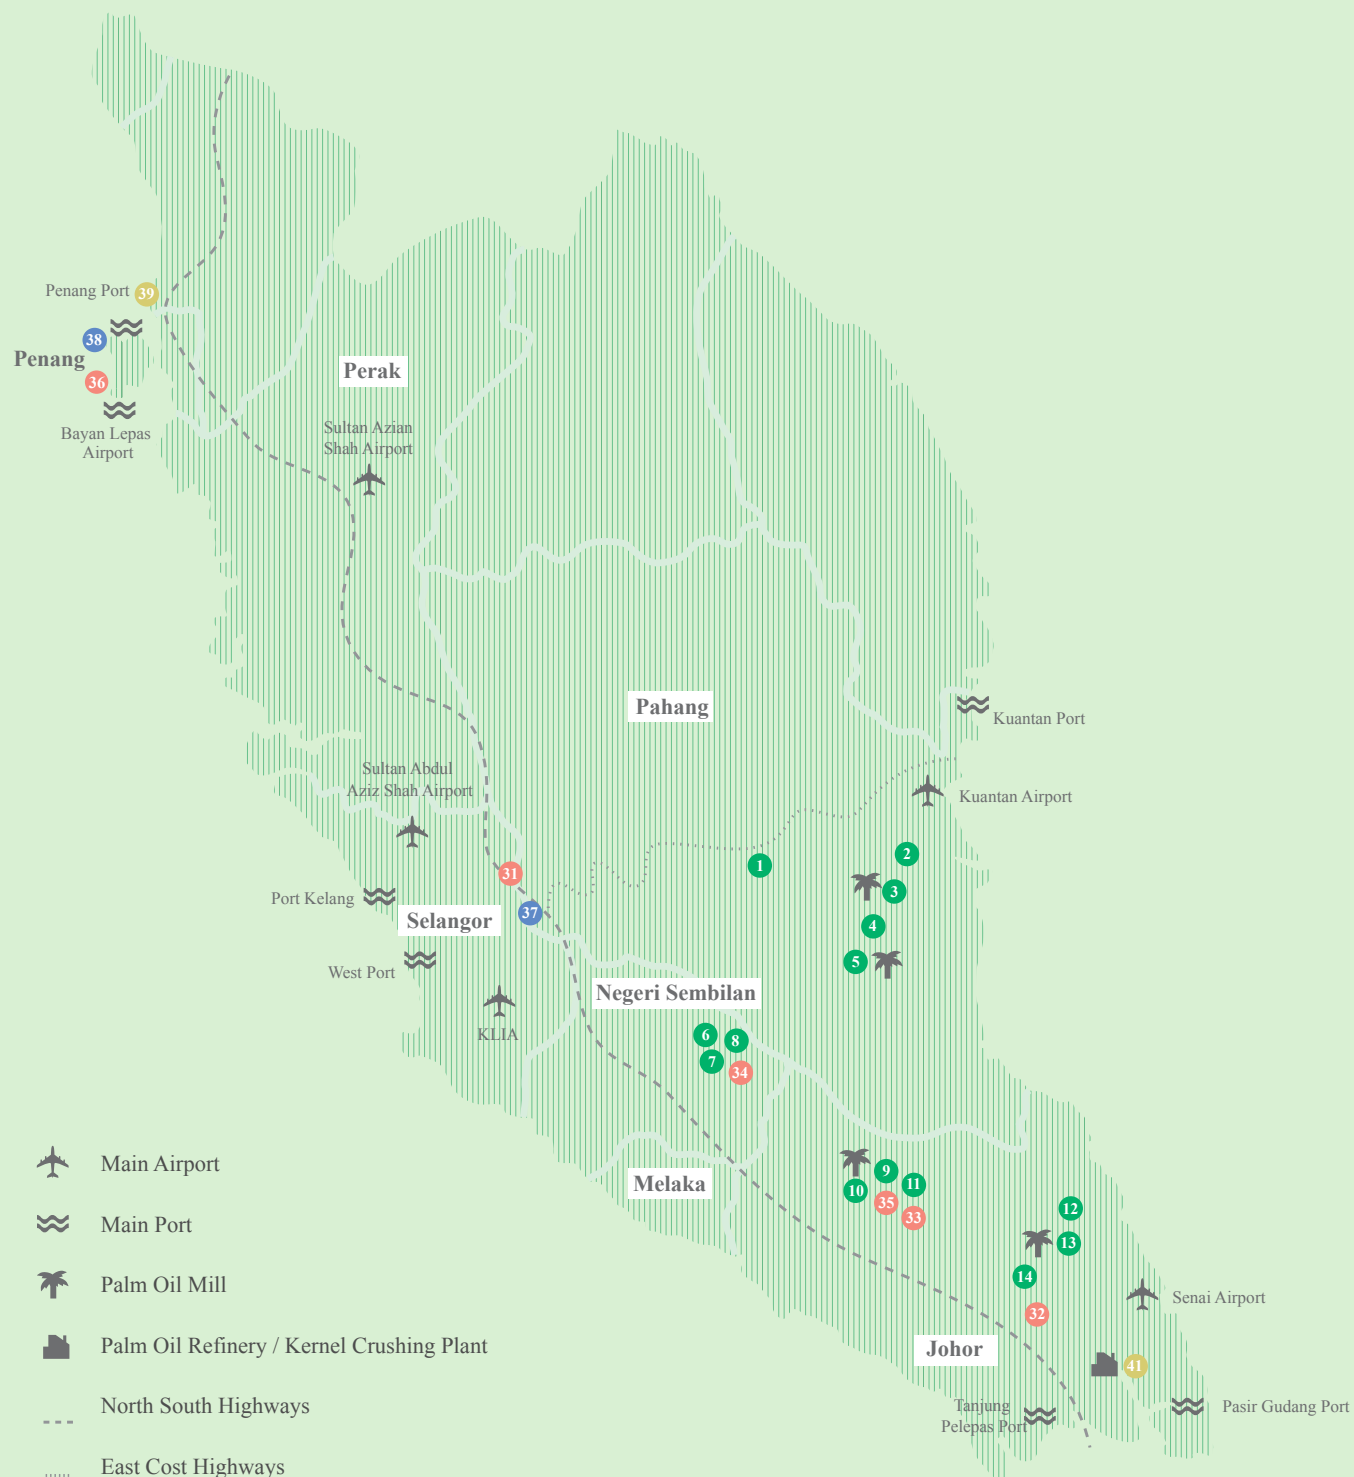 Penang Port
39
38
Penang
36
Bayan Lepas
Airport
Perak
Sultan Azian
Shah Airport
Pahang
Kuantan Port
Sultan Abdul
Aziz Shah Airport
Kuantan Airport
1
2
31
3
Port Kelang
37
Selangor
4
West Port
5
Negeri Sembilan
KLIA
6
8
7
34
Main Airport
Melaka
9
10
11
35
33
12
Main Port
13
14
Palm Oil Mill
Senai Airport
32
Palm Oil Refinery / Kernel Crushing Plant
Johor
41
North South Highways
Tanjung
Pelepas Port
Pasir Gudang Port
East Cost Highways